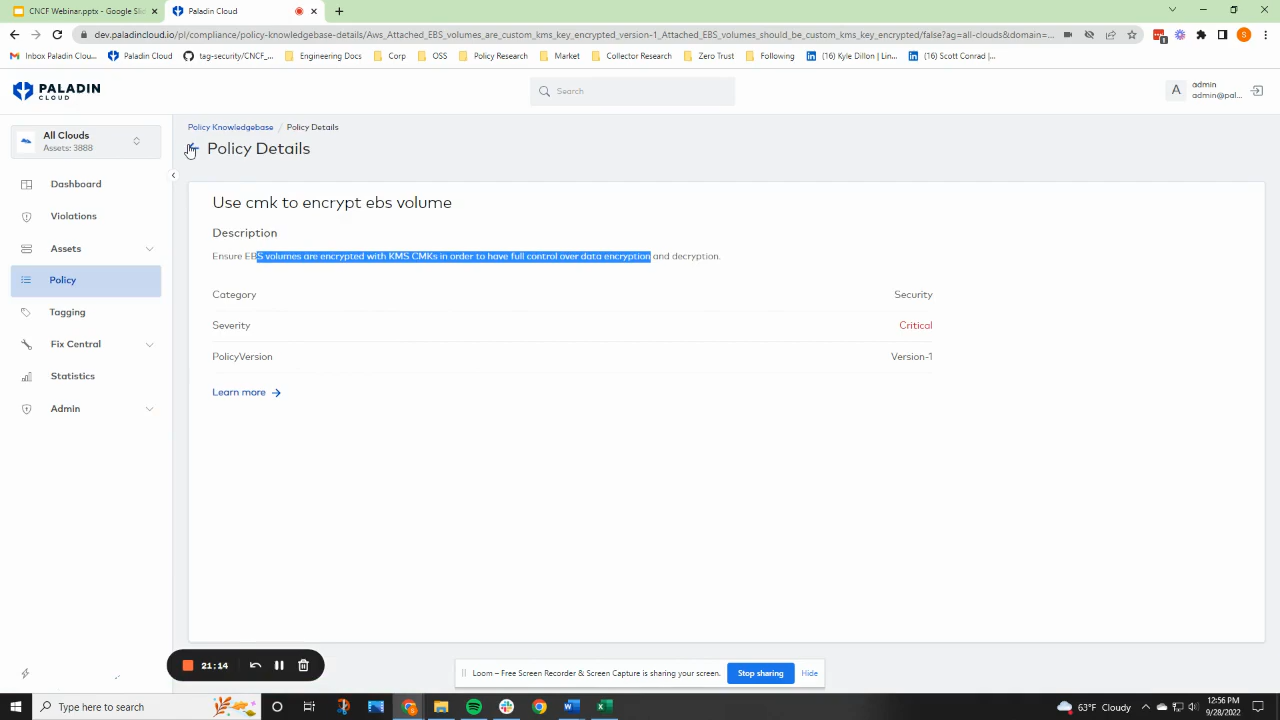 CNCF Webinar.pptx - Google Slid
Paladin Cloud
dev.paladincloud.io/pl/compliance/policy-knowledgebase-details/Aws_Attached_EBS_volumes_are_custom_kms_key_encrypted_version-1_Attached_EBS_volumes_should_be_custom_kms_key_encrypted/false?ag=all-clouds&domain=...
S
Inbox Paladin Clou...
Paladin Cloud
tag-security/CNCF_...
Engineering Docs
Corp
OSS
Policy Research
Market
Collector Research
Zero Trust
Following
(16) Kyle Dillon | Lin...
(16) Scott Conrad |...
PALADIN
CLOUD
Search
A
admin
admin@pal...
All Clouds
Assets: 3888
Dashboard
Violations
Assets
Policy
Tagging
Fix Central
Statistics
Admin
Policy Knowledgebase / Policy Details
Policy Details
Use cmk to encrypt ebs volume
Description
Ensure EBS volumes are encrypted with KMS CMKs in order to have full control over data encryption and decryption.
Category Security
Severity Critical
PolicyVersion Version-1
Learn more
21:14
Loom – Free Screen Recorder & Screen Capture is sharing your screen.
Stop sharing
Hide
Type here to search
63°F Cloudy
12:56 PM
9/28/2022